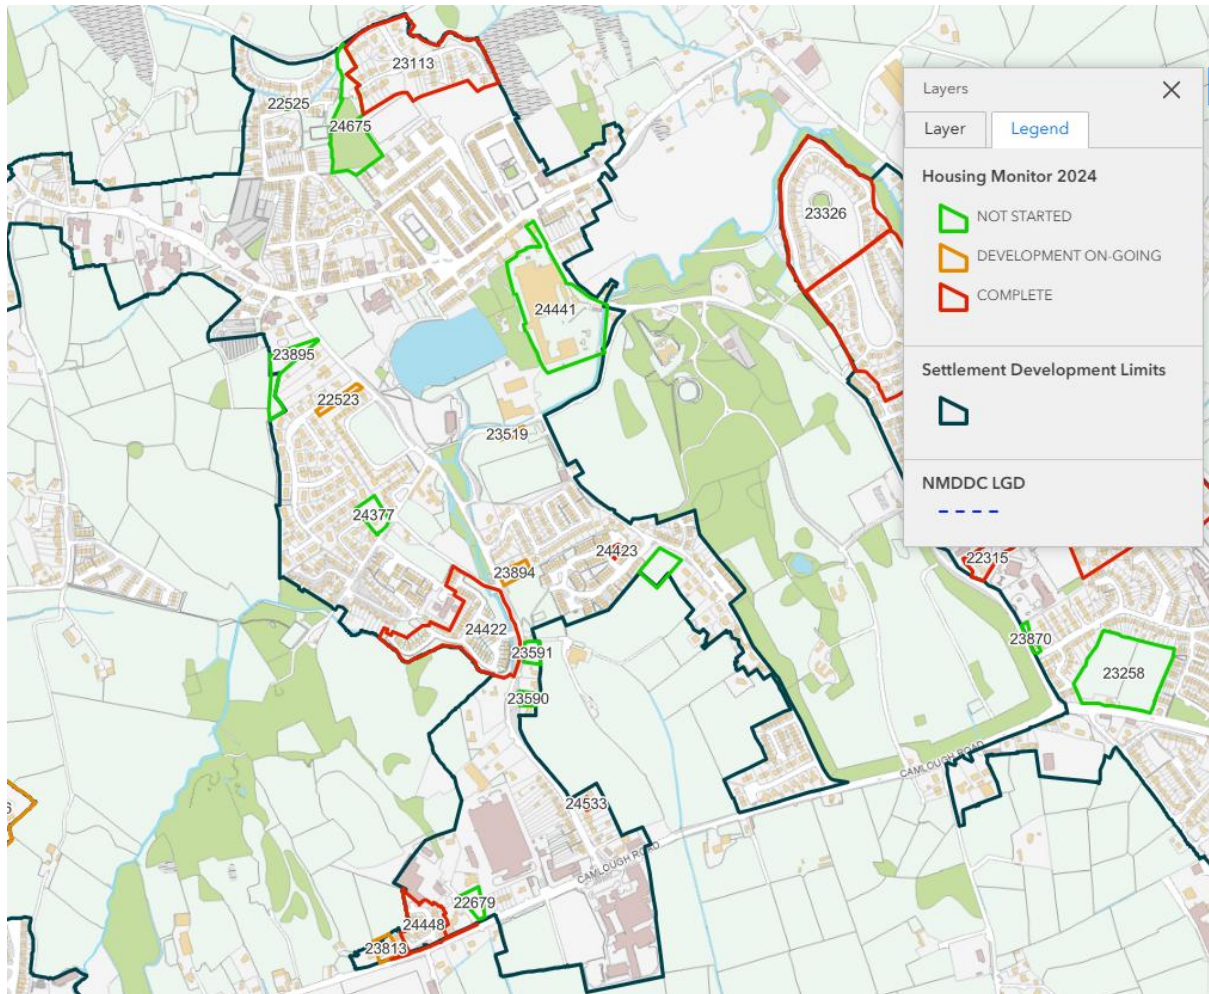 23113
22525
24675
Layers
Layer
Legend
Housing Monitor 2024
NOT STARTED
DEVELOPMENT ON-GOING
COMPLETE
Settlement Development Limits
NMDDC LGD
23326
24441
23895
22523
23519
24377
24423
23894
22315
24422
23591
23870
23258
23590
CAMLOUGH ROAD
24533
CAMLOUGH ROAD
22679
24448
23813
6